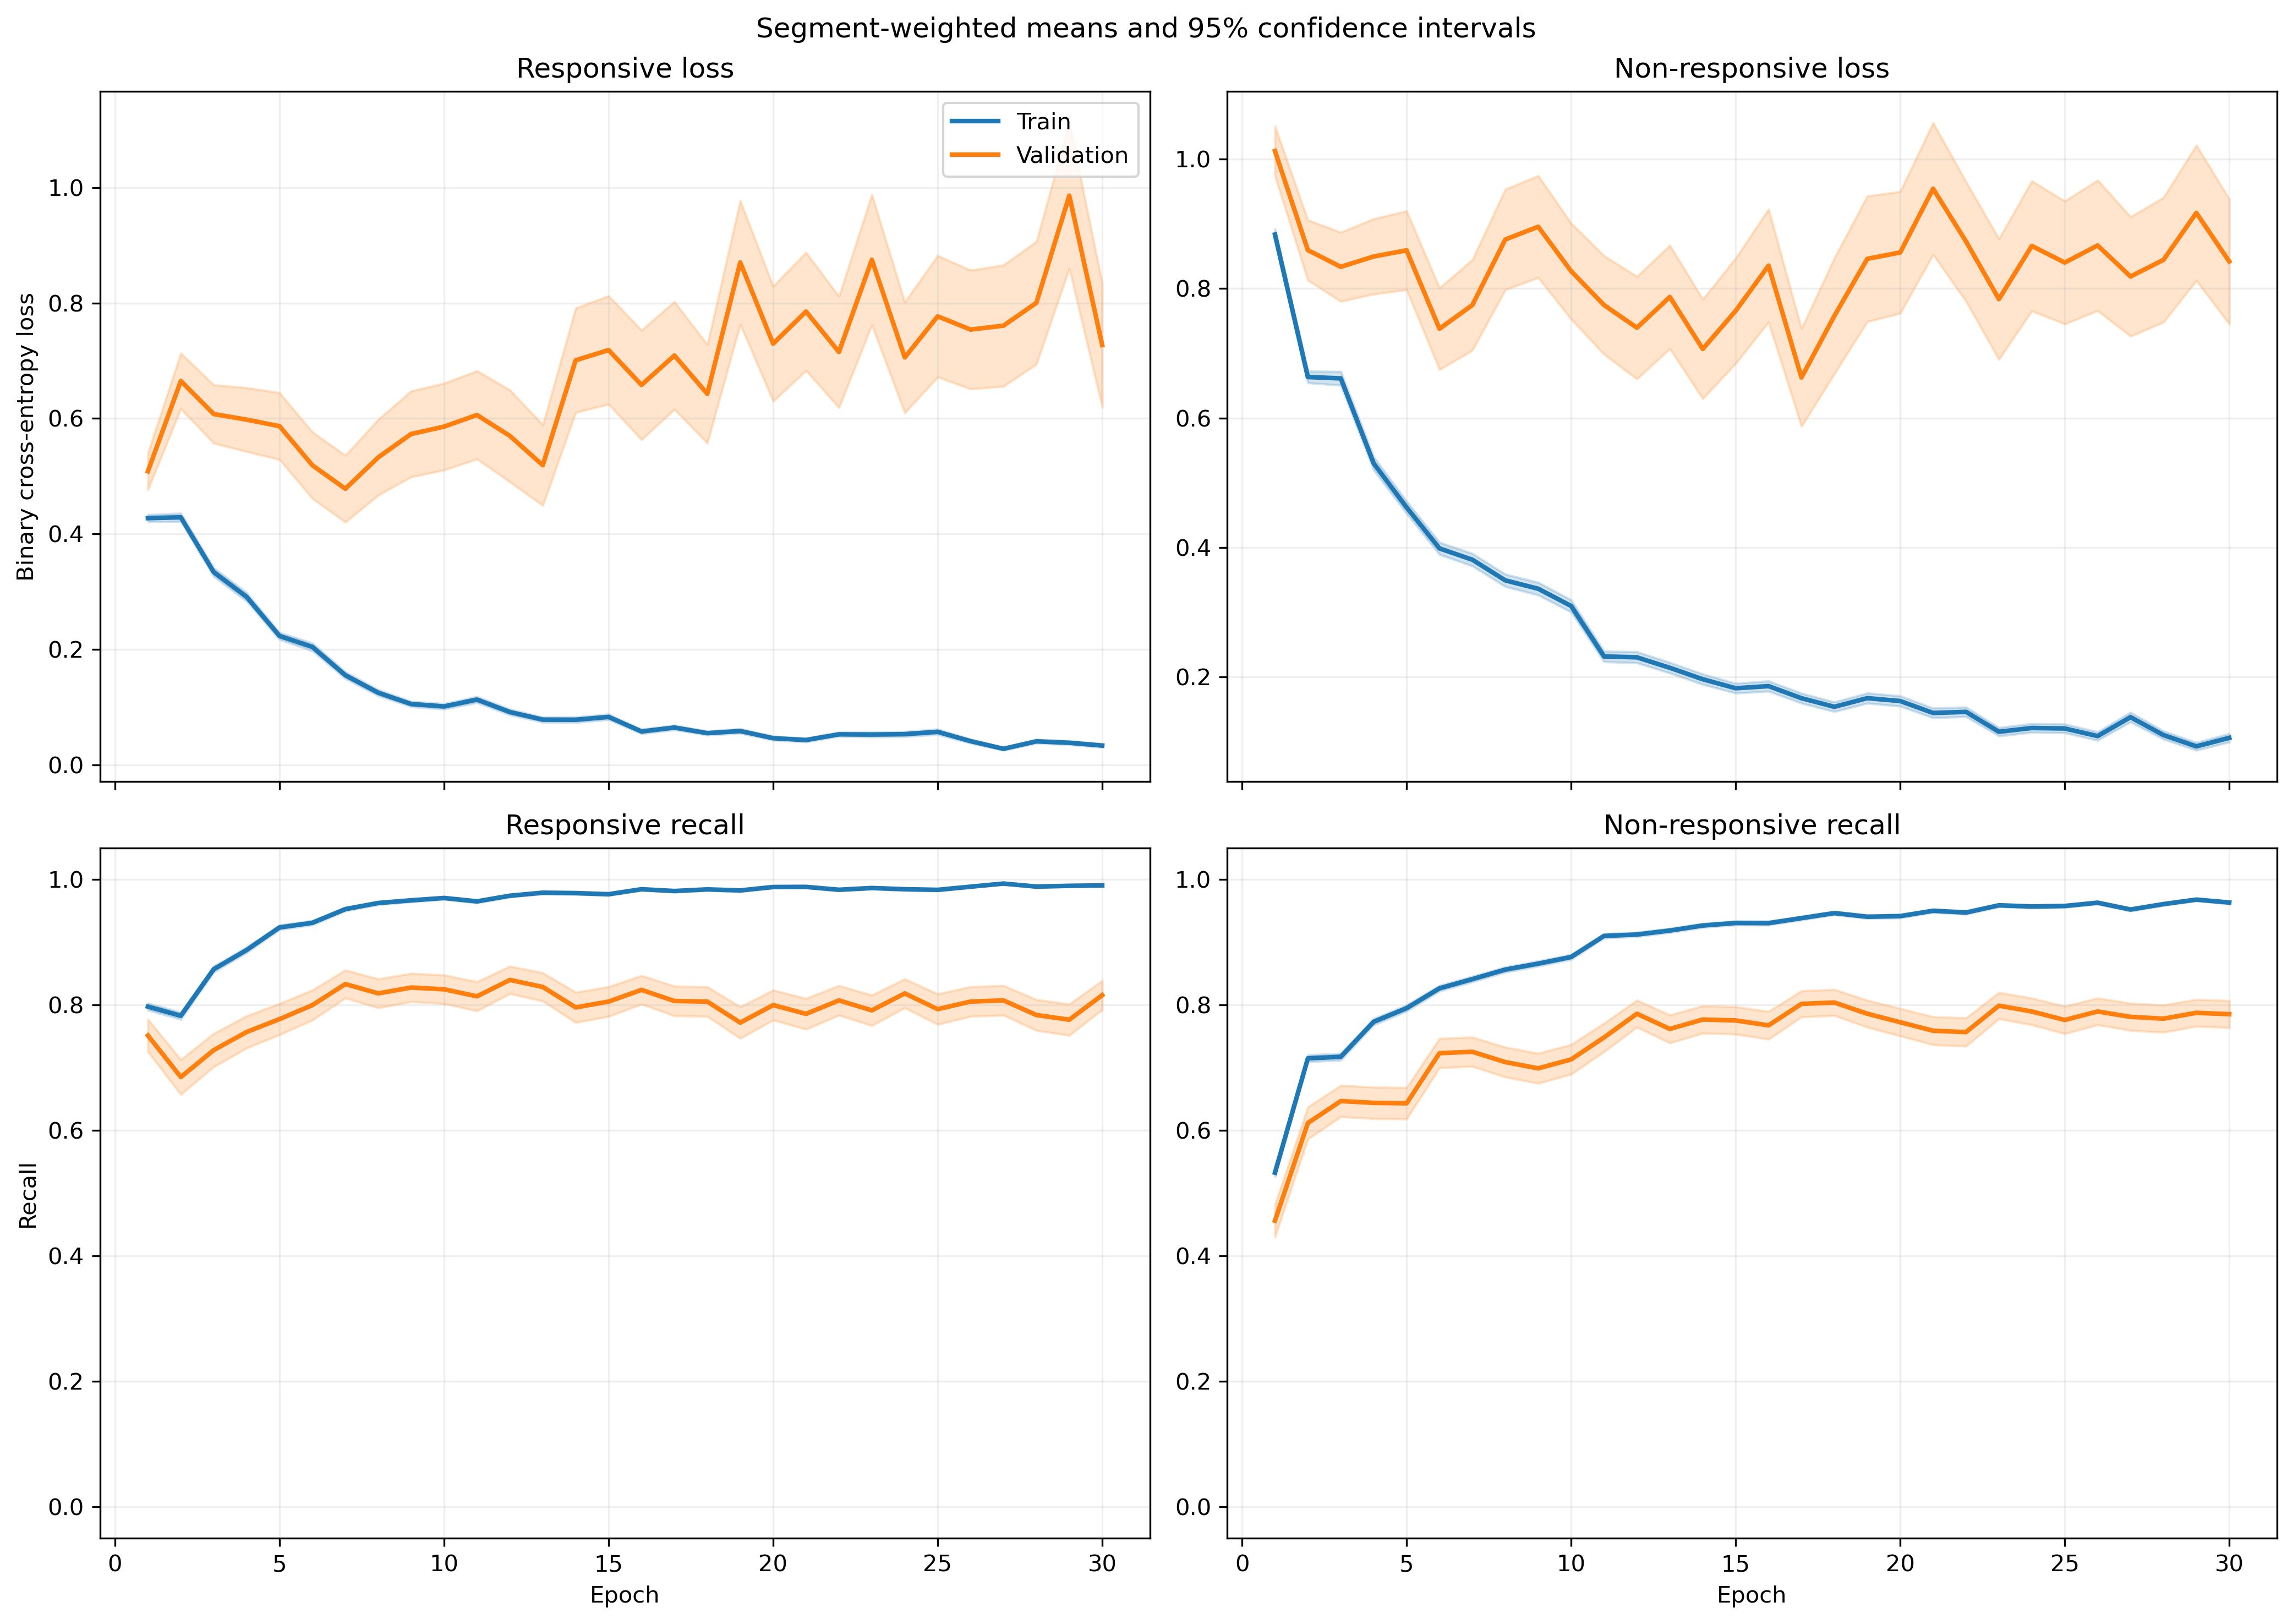 Segment-weighted means and 95% confidence intervals
Responsive loss
Non-responsive loss
Train
Validation
Binary cross-entropy loss
1.0
0.8
0.6
0.4
0.2
0.0
1.0
0.8
0.6
0.4
0.2
Responsive recall
Non-responsive recall
Recall
1.0
0.8
0.6
0.4
0.2
0.0
0 5 10 15 20 25 30
Epoch
1.0
0.8
0.6
0.4
0.2
0.0
0 5 10 15 20 25 30
Epoch